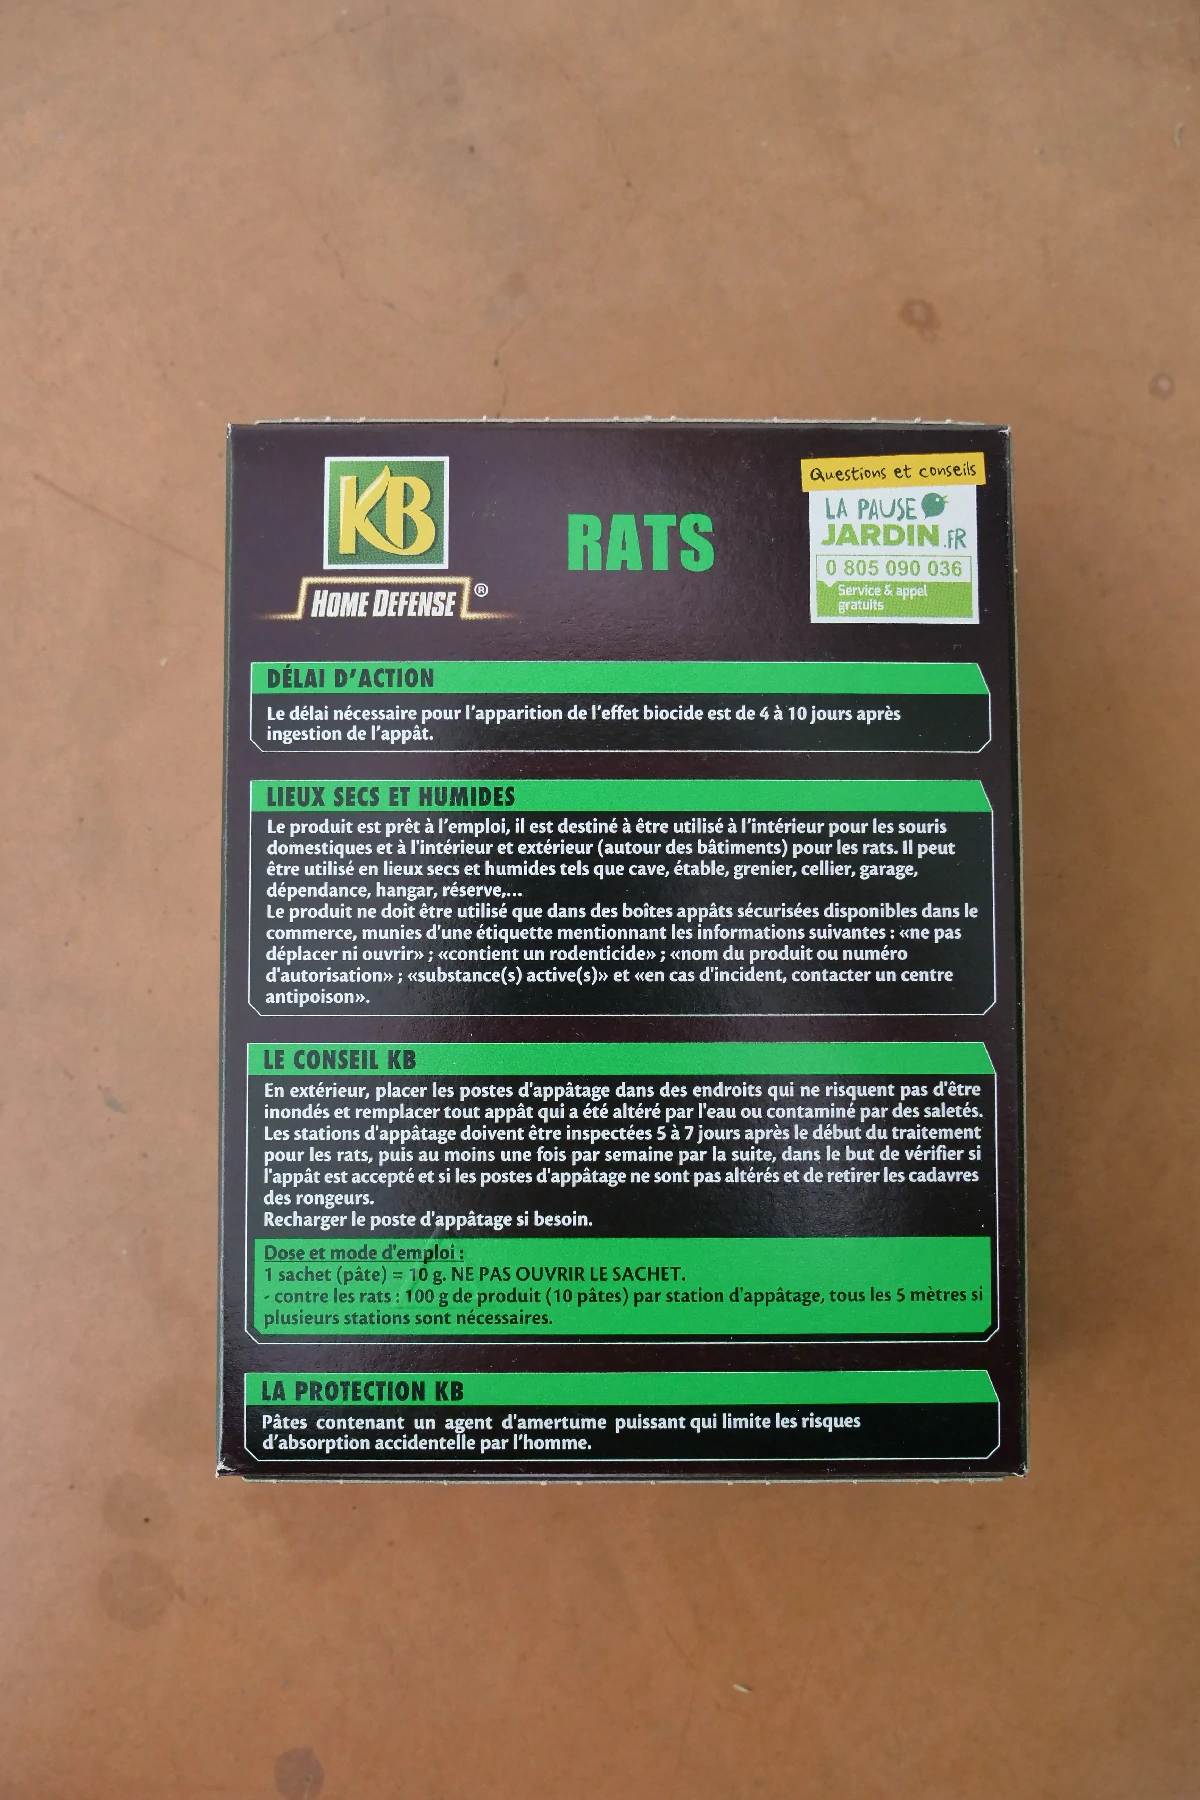 KB
HOME DEFENSE®
RATS
Questions et conseils
LA PAUSE
JARDIN.FR
0 805 090 036
Service & appel
gratuits
DÉLAI D'ACTION
Le délai nécessaire pour l'apparition de l'effet biocide est de 4 à 10 jours après
ingestion de l'appât.
LIEUX SECS ET HUMIDES
Le produit est prêt à l'emploi, il est destiné à être utilisé à l'intérieur pour les souris
domestiques et à l'intérieur et extérieur (autour des bâtiments) pour les rats. Il peut
être utilisé en lieux secs et humides tels que cave, étable, grenier, cellier, garage,
dépendance, hangar, réserve,...
Le produit ne doit être utilisé que dans des boîtes appâts sécurisées disponibles dans le
commerce, munies d'une étiquette mentionnant les informations suivantes : «ne pas
déplacer ni ouvrir» ; «contient un rodenticide» ; «nom du produit ou numéro
d'autorisation» ; «substance(s) active(s)» et «en cas d'incident, contacter un centre
antipoison».
LE CONSEIL KB
En extérieur, placer les postes d'appâtage dans des endroits qui ne risquent pas d'être
inondés et remplacer tout appât qui a été altéré par l'eau ou contaminé par des saletés.
Les stations d'appâtage doivent être inspectées 5 à 7 jours après le début du traitement
pour les rats, puis au moins une fois par semaine par la suite, dans le but de vérifier si
l'appât est accepté et si les postes d'appâtage ne sont pas altérés et de retirer les cadavres
des rongeurs.
Recharger le poste d'appâtage si besoin.
Dose et mode d'emploi :
1 sachet (pâte) = 10 g. NE PAS OUVRIR LE SACHET.
- contre les rats : 100 g de produit (10 pâtes) par station d'appâtage, tous les 5 mètres si
plusieurs stations sont nécessaires.
LA PROTECTION KB
Pâtes contenant un agent d'amertume puissant qui limite les risques
d'absorption accidentelle par l'homme.